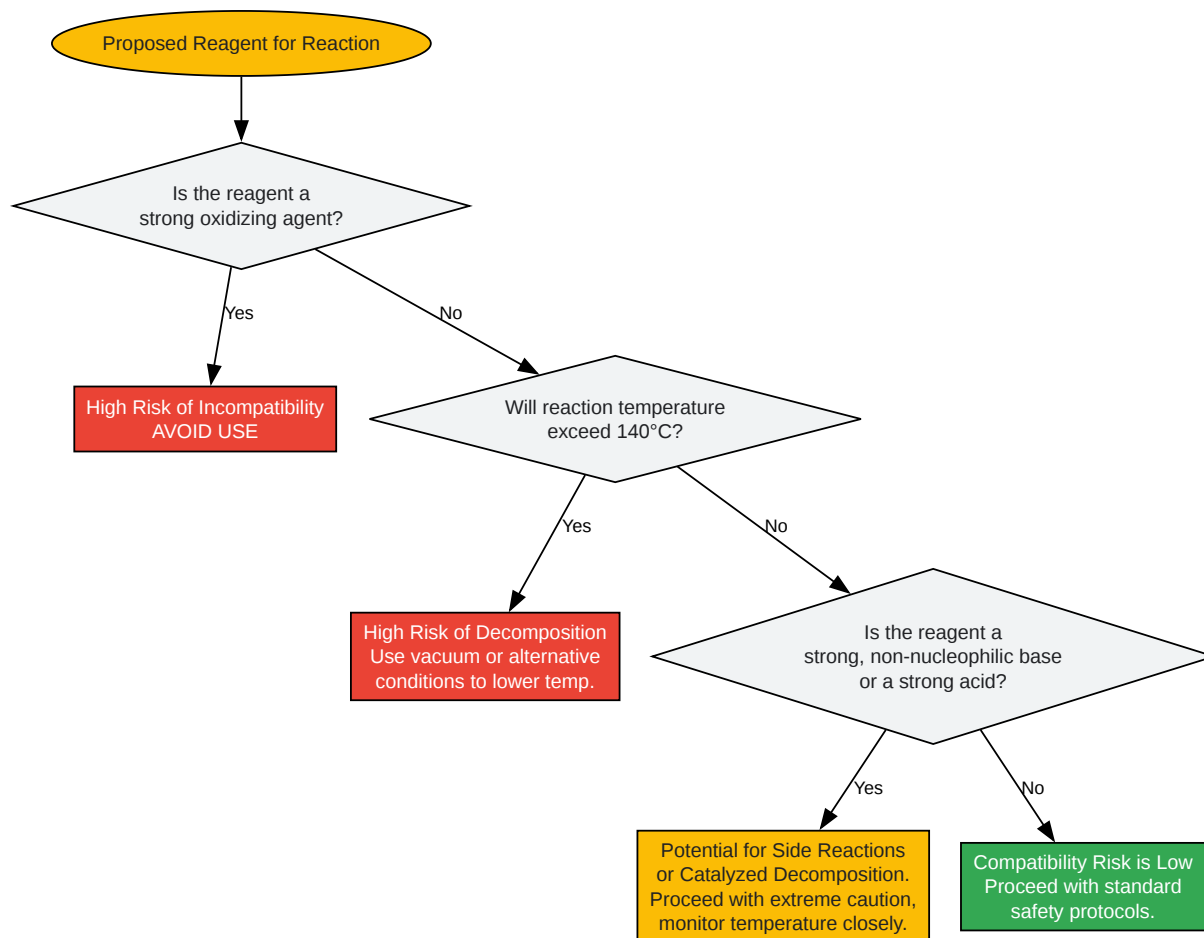 Proposed Reagent for Reaction
Is the reagent a
strong oxidizing agent?
Yes
No
High Risk of Incompatibility
AVOID USE
Will reaction temperature
exceed 140°C?
Yes
No
High Risk of Decomposition
Use vacuum or alternative
conditions to lower temp.
Is the reagent a
strong, non-nucleophilic base
or a strong acid?
Yes
No
Potential for Side Reactions
or Catalyzed Decomposition.
Proceed with extreme caution,
monitor temperature closely.
Compatibility Risk is Low
Proceed with standard
safety protocols.